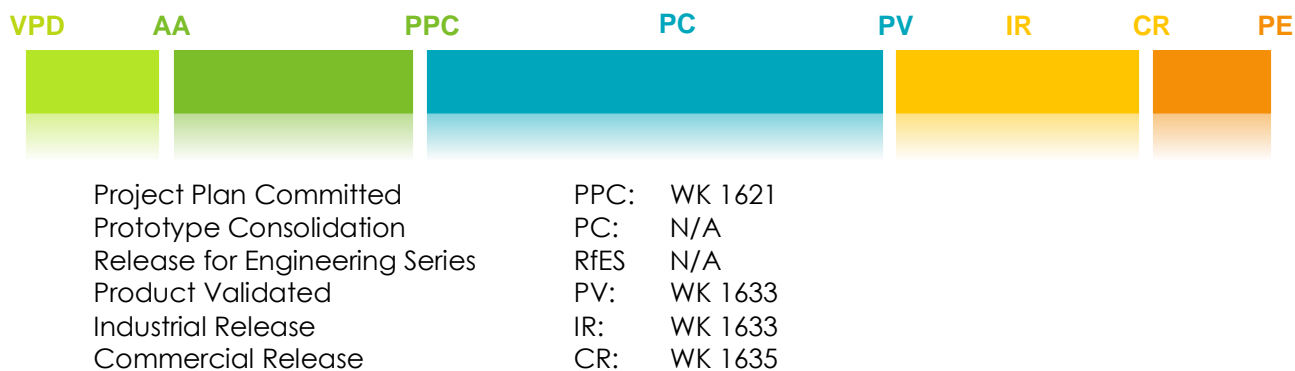 VPD AA PPC PC PV IR CR PE
Project Plan Committed PPC: WK 1621
Prototype Consolidation PC: N/A
Release for Engineering Series RfES N/A
Product Validated PV: WK 1633
Industrial Release IR: WK 1633
Commercial Release CR: WK 1635